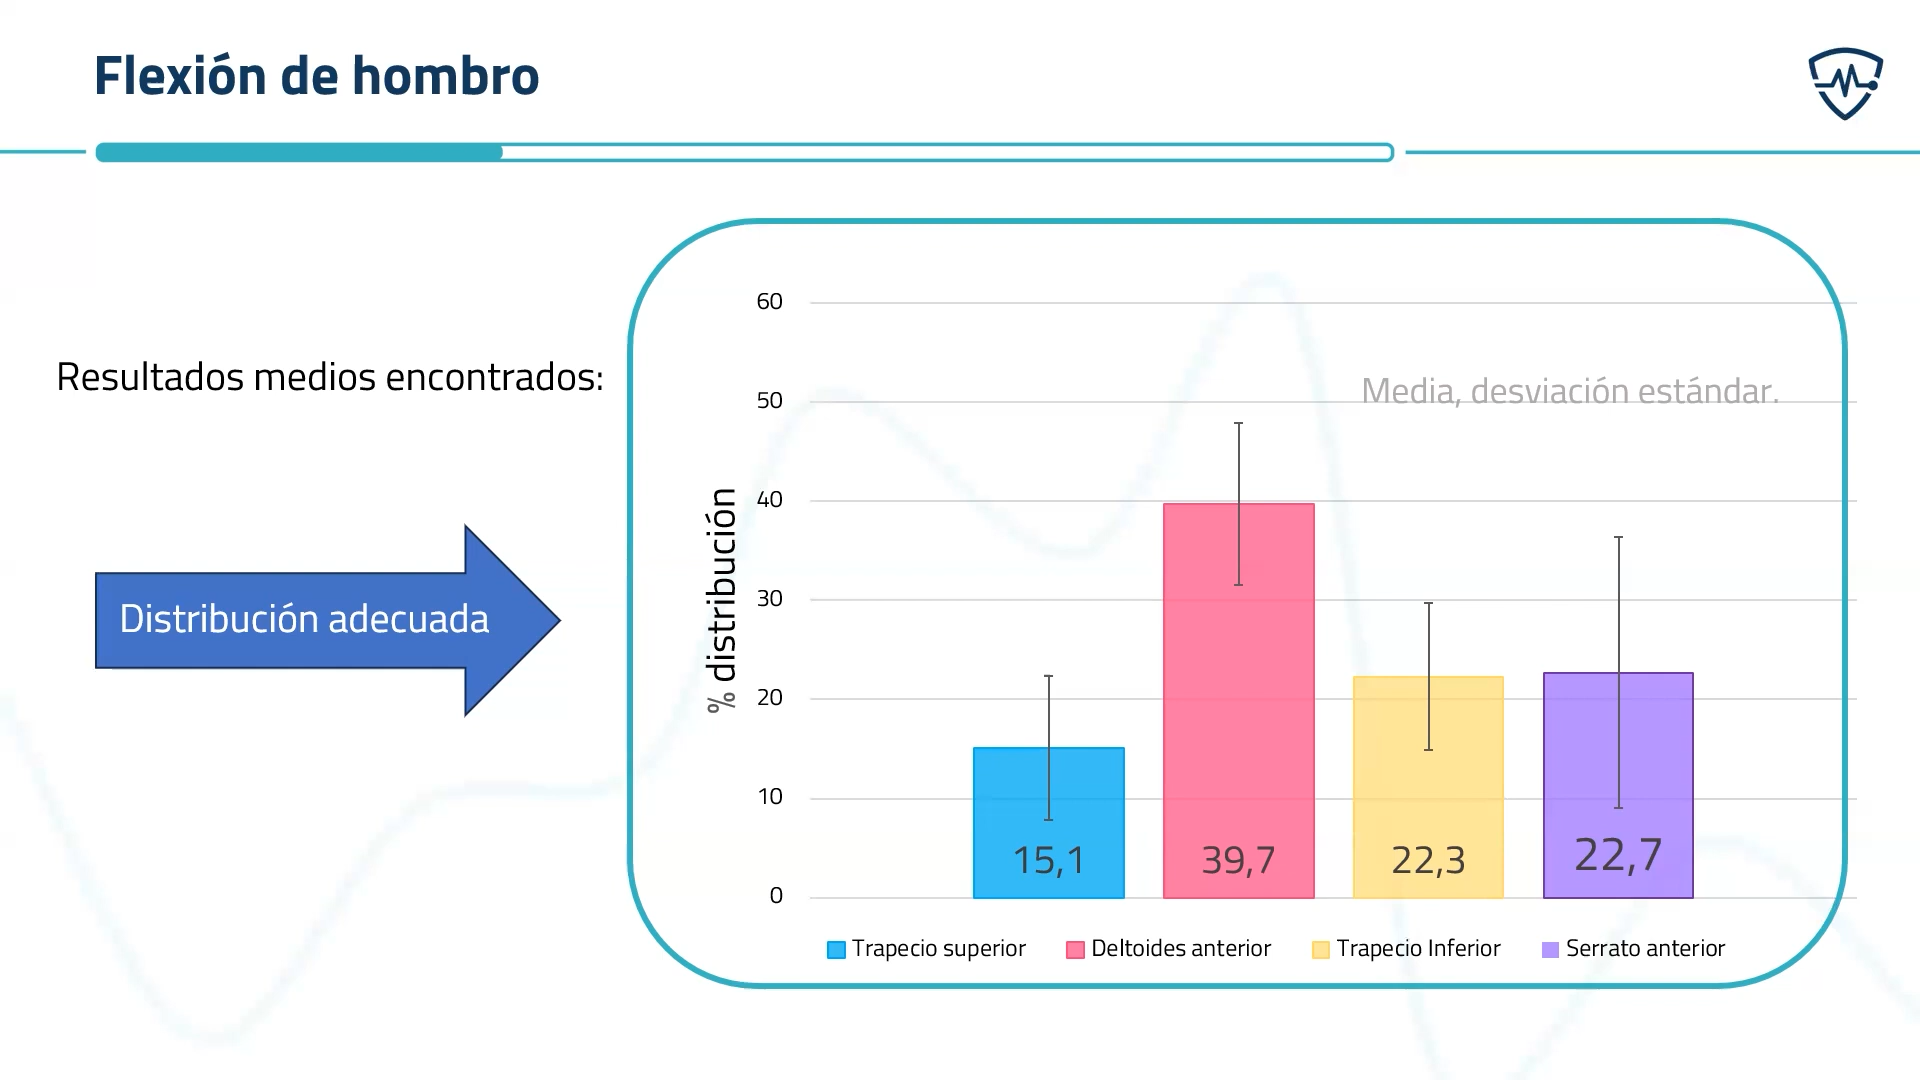 Flexión de hombro
Resultados medios encontrados:
Distribución adecuada
% distribución
60
50
40
30
20
10
0
Media, desviación estándar.
15,1
39,7
22,3
22,7
Trapecio superior
Deltoides anterior
Trapecio Inferior
Serrato anterior